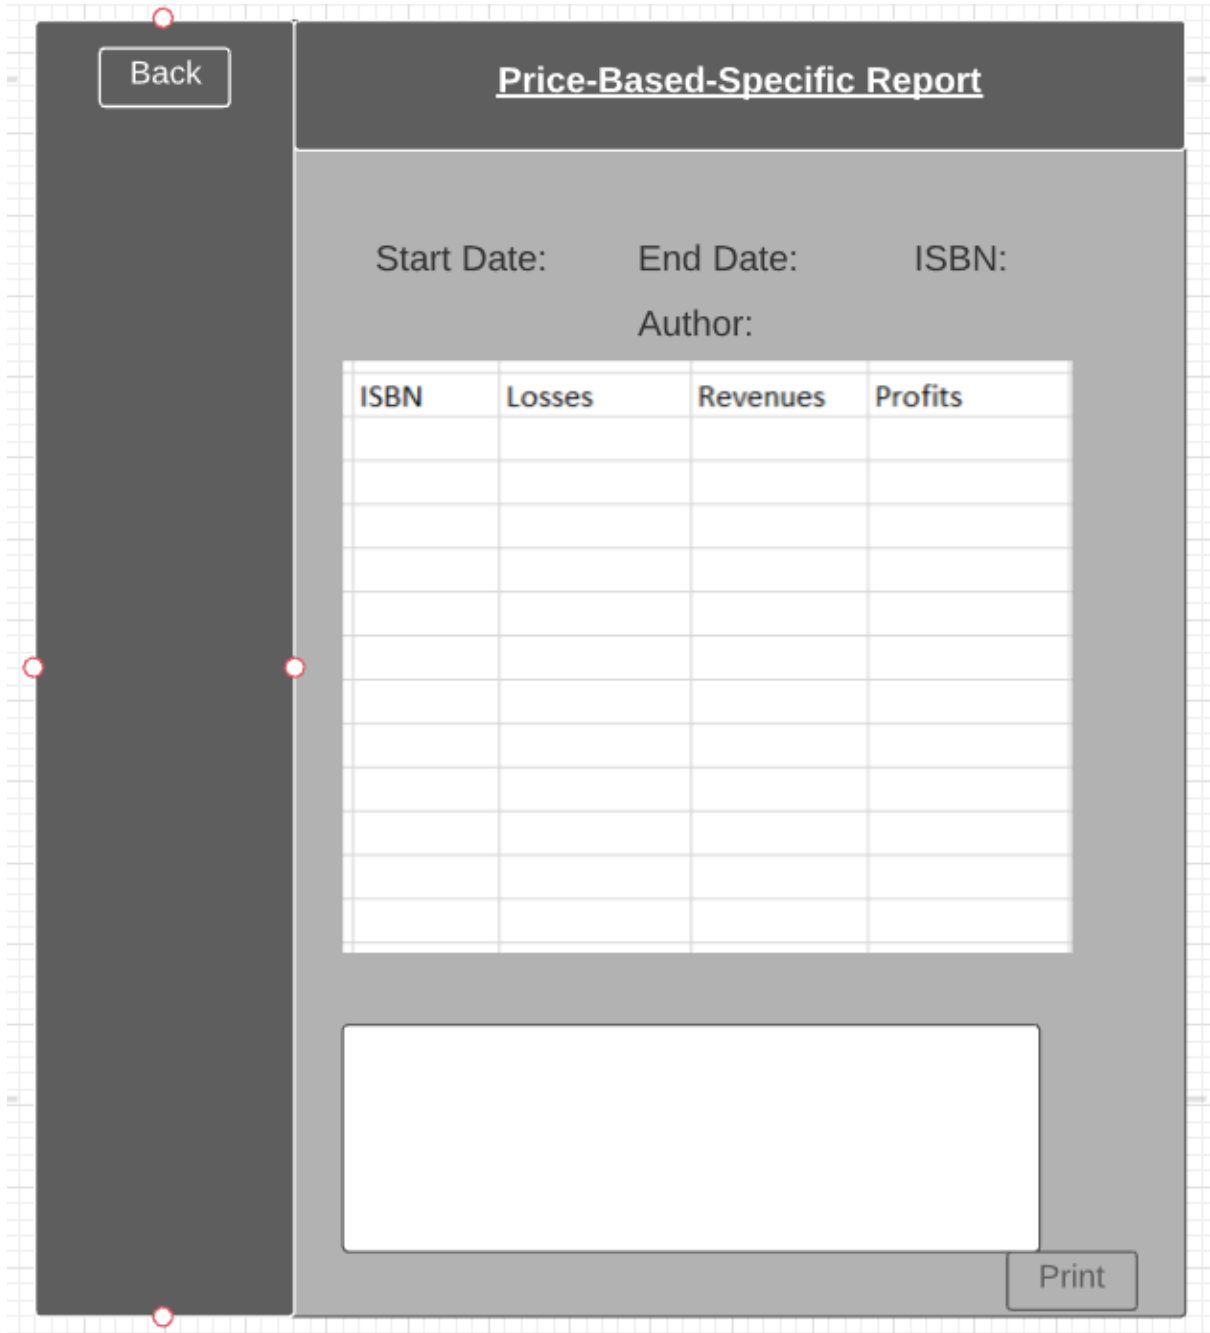 Back
Price-Based-Specific Report
Start Date: End Date: ISBN:
Author:
ISBN Losses Revenues Profits
Print